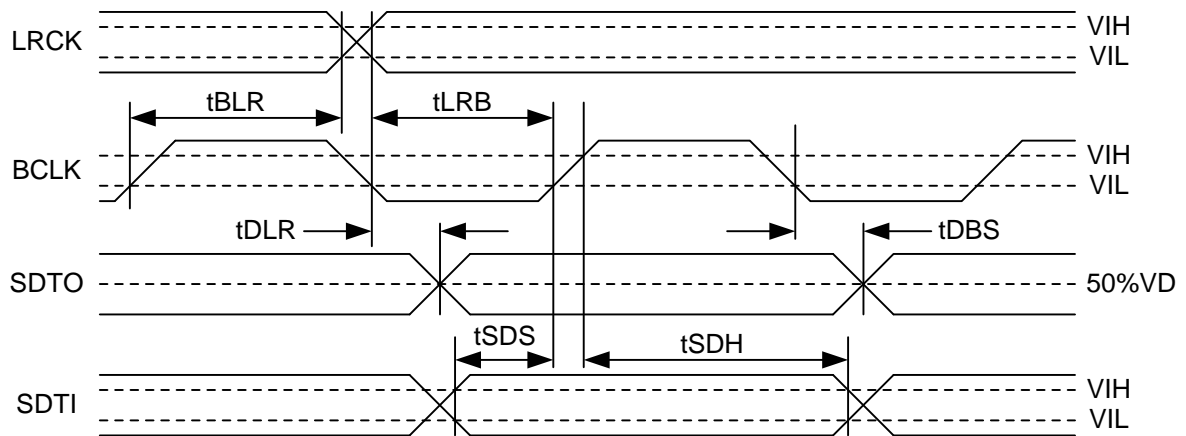 LRCK
VIH
VIL
tBLR
tLRB
BCLK
VIH
VIL
tDLR
tDBS
SDTO
50%VD
tSDS
tSDH
SDTI
VIH
VIL